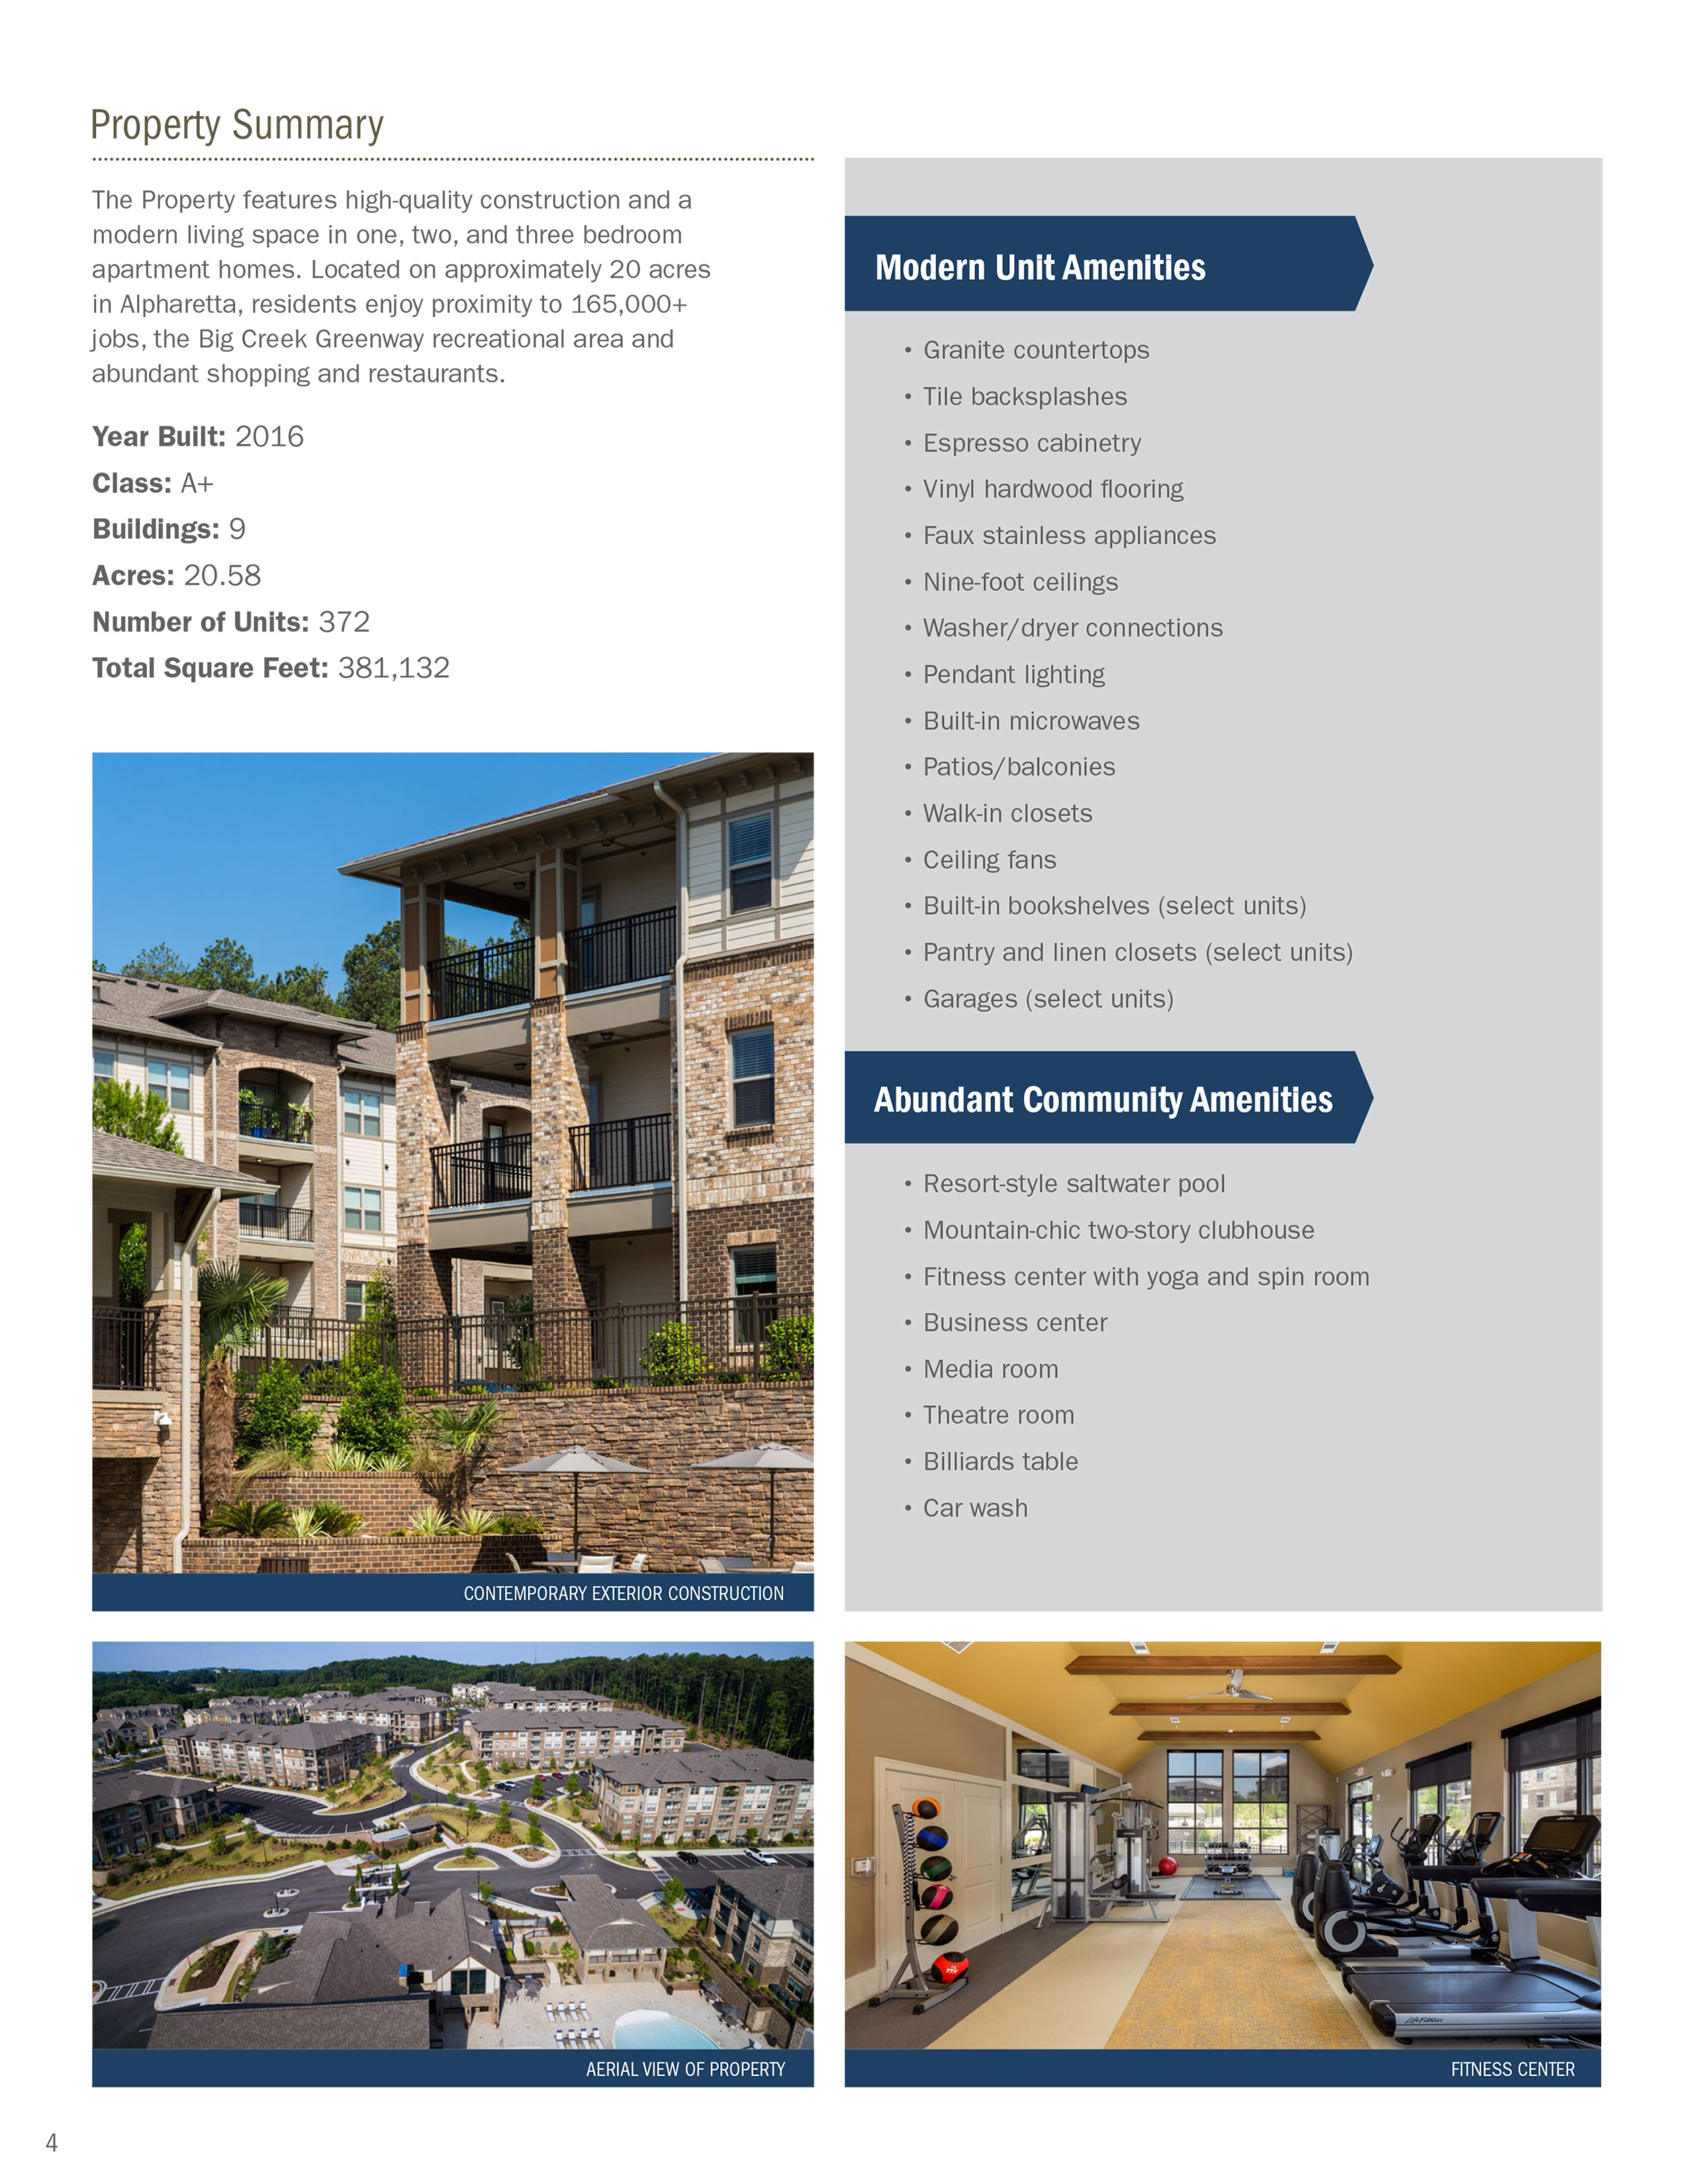 Property Summary
The Property features high-quality construction and a
modern living space in one, two, and three bedroom
apartment homes. Located on approximately 20 acres
in Alpharetta, residents enjoy proximity to 165,000+
jobs, the Big Creek Greenway recreational area and
abundant shopping and restaurants.
Year Built: 2016
Class: A+
Buildings: 9
Acres: 20.58
Number of Units: 372
Total Square Feet: 381,132
CONTEMPORARY EXTERIOR CONSTRUCTION
Modern Unit Amenities
• Granite countertops
• Tile backsplashes
• Espresso cabinetry
• Vinyl hardwood flooring
• Faux stainless appliances
• Nine-foot ceilings
• Washer/dryer connections
• Pendant lighting
• Built-in microwaves
• Patios/balconies
• Walk-in closets
• Ceiling fans
• Built-in bookshelves (select units)
• Pantry and linen closets (select units)
• Garages (select units)
Abundant Community Amenities
• Resort-style saltwater pool
• Mountain-chic two-story clubhouse
• Fitness center with yoga and spin room
• Business center
• Media room
• Theatre room
• Billiards table
• Car wash
AERIAL VIEW OF PROPERTY
LifeFitness
FITNESS CENTER
4